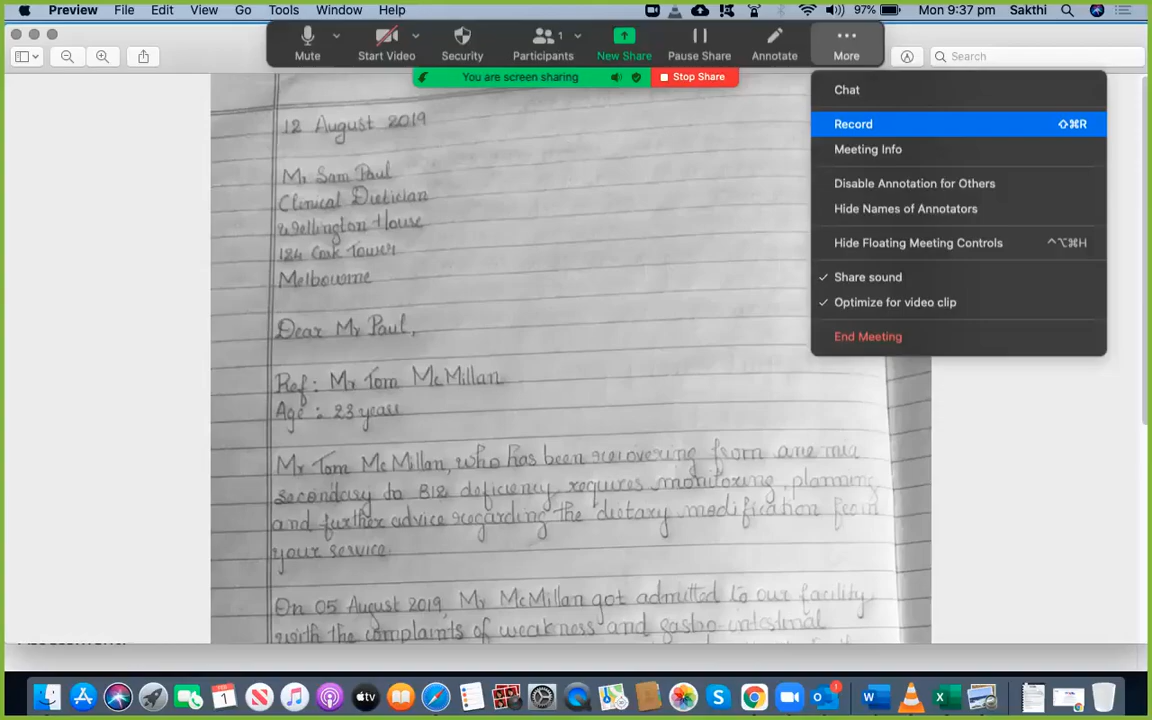 Preview File Edit View Go Tools Window Help 97% Mon 9:37 pm Sakthi
Mute Start Video Security Participants 1 New Share Pause Share Annotate More
Search
You are screen sharing Stop Share
Chat
Record ⇧⌘R
Meeting Info
Disable Annotation for Others
Hide Names of Annotators
Hide Floating Meeting Controls ^⌥⌘H
✓ Share sound
✓ Optimize for video clip
End Meeting
12 August 2019
Mr Sam Paul
Clinical Dietician
Wellington House
184 Cork Tower
Melbourne
Dear Mr Paul,
Ref: Mr Tom McMillan
Age : 23 years
Mr Tom McMillan, who has been recovering from anemia
secondary to B12 deficiency, requires monitoring, planning
and further advice regarding the dietary modification from
your service.
On 05 August 2019, Mr McMillan got admitted to our facility
with the complaints of weakness and gastro-intestinal
1
tv
1